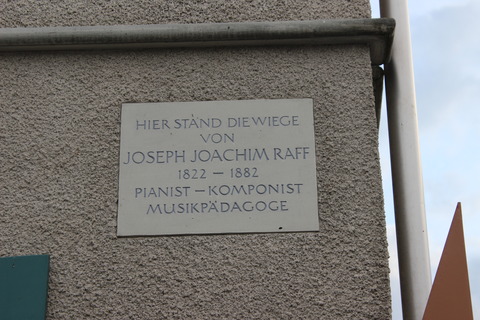 HIER STAND DIE WIEGE
VON
JOSEPH JOACHIM RAFF
1822 – 1882
PIANIST – KOMPONIST
MUSIKPÄDAGOGE